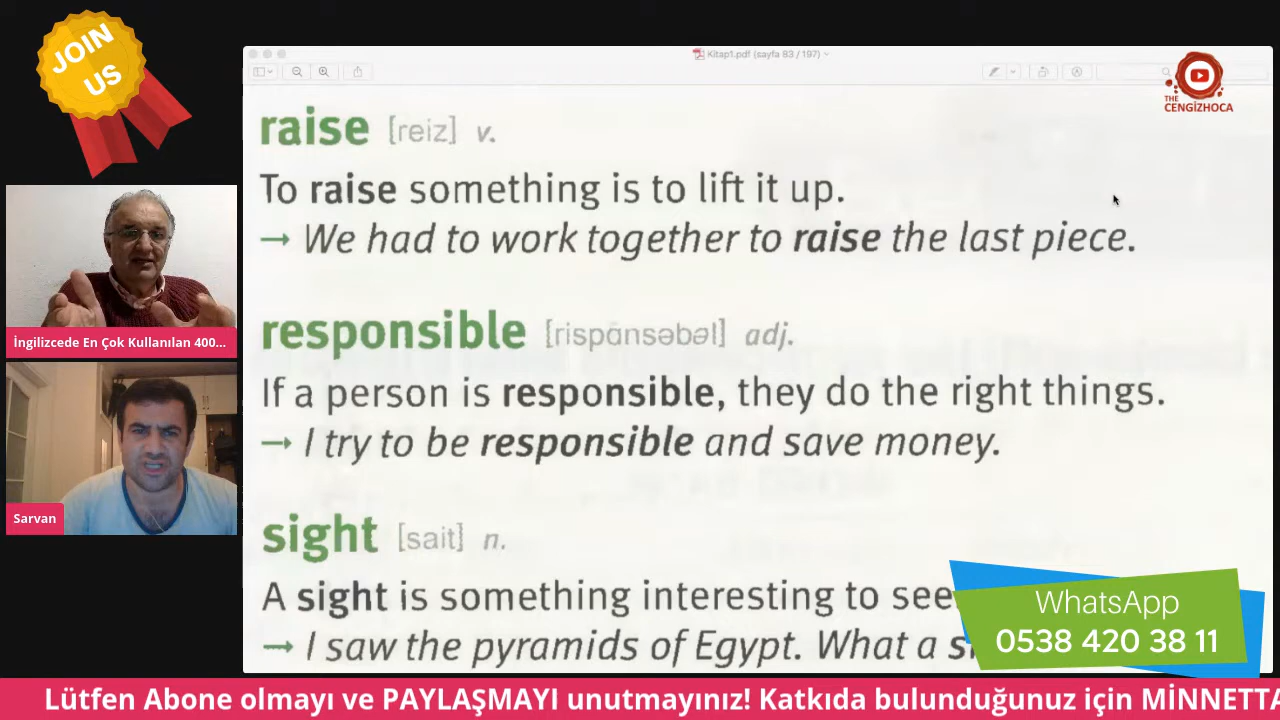 JOIN
US
Kitap1.pdf (sayfa 83 / 197)
THE
CENGİZHOCA
raise [reiz] v.
To raise something is to lift it up.
→ We had to work together to raise the last piece.
responsible [rispɑ́nsəbəl] adj.
If a person is responsible, they do the right things.
→ I try to be responsible and save money.
sight [sait] n.
A sight is something interesting to see
→ I saw the pyramids of Egypt. What a
İngilizcede En Çok Kullanılan 400...
Sarvan
WhatsApp
0538 420 38 11
Lütfen Abone olmayı ve PAYLAŞMAYI unutmayınız! Katkıda bulunduğunuz için